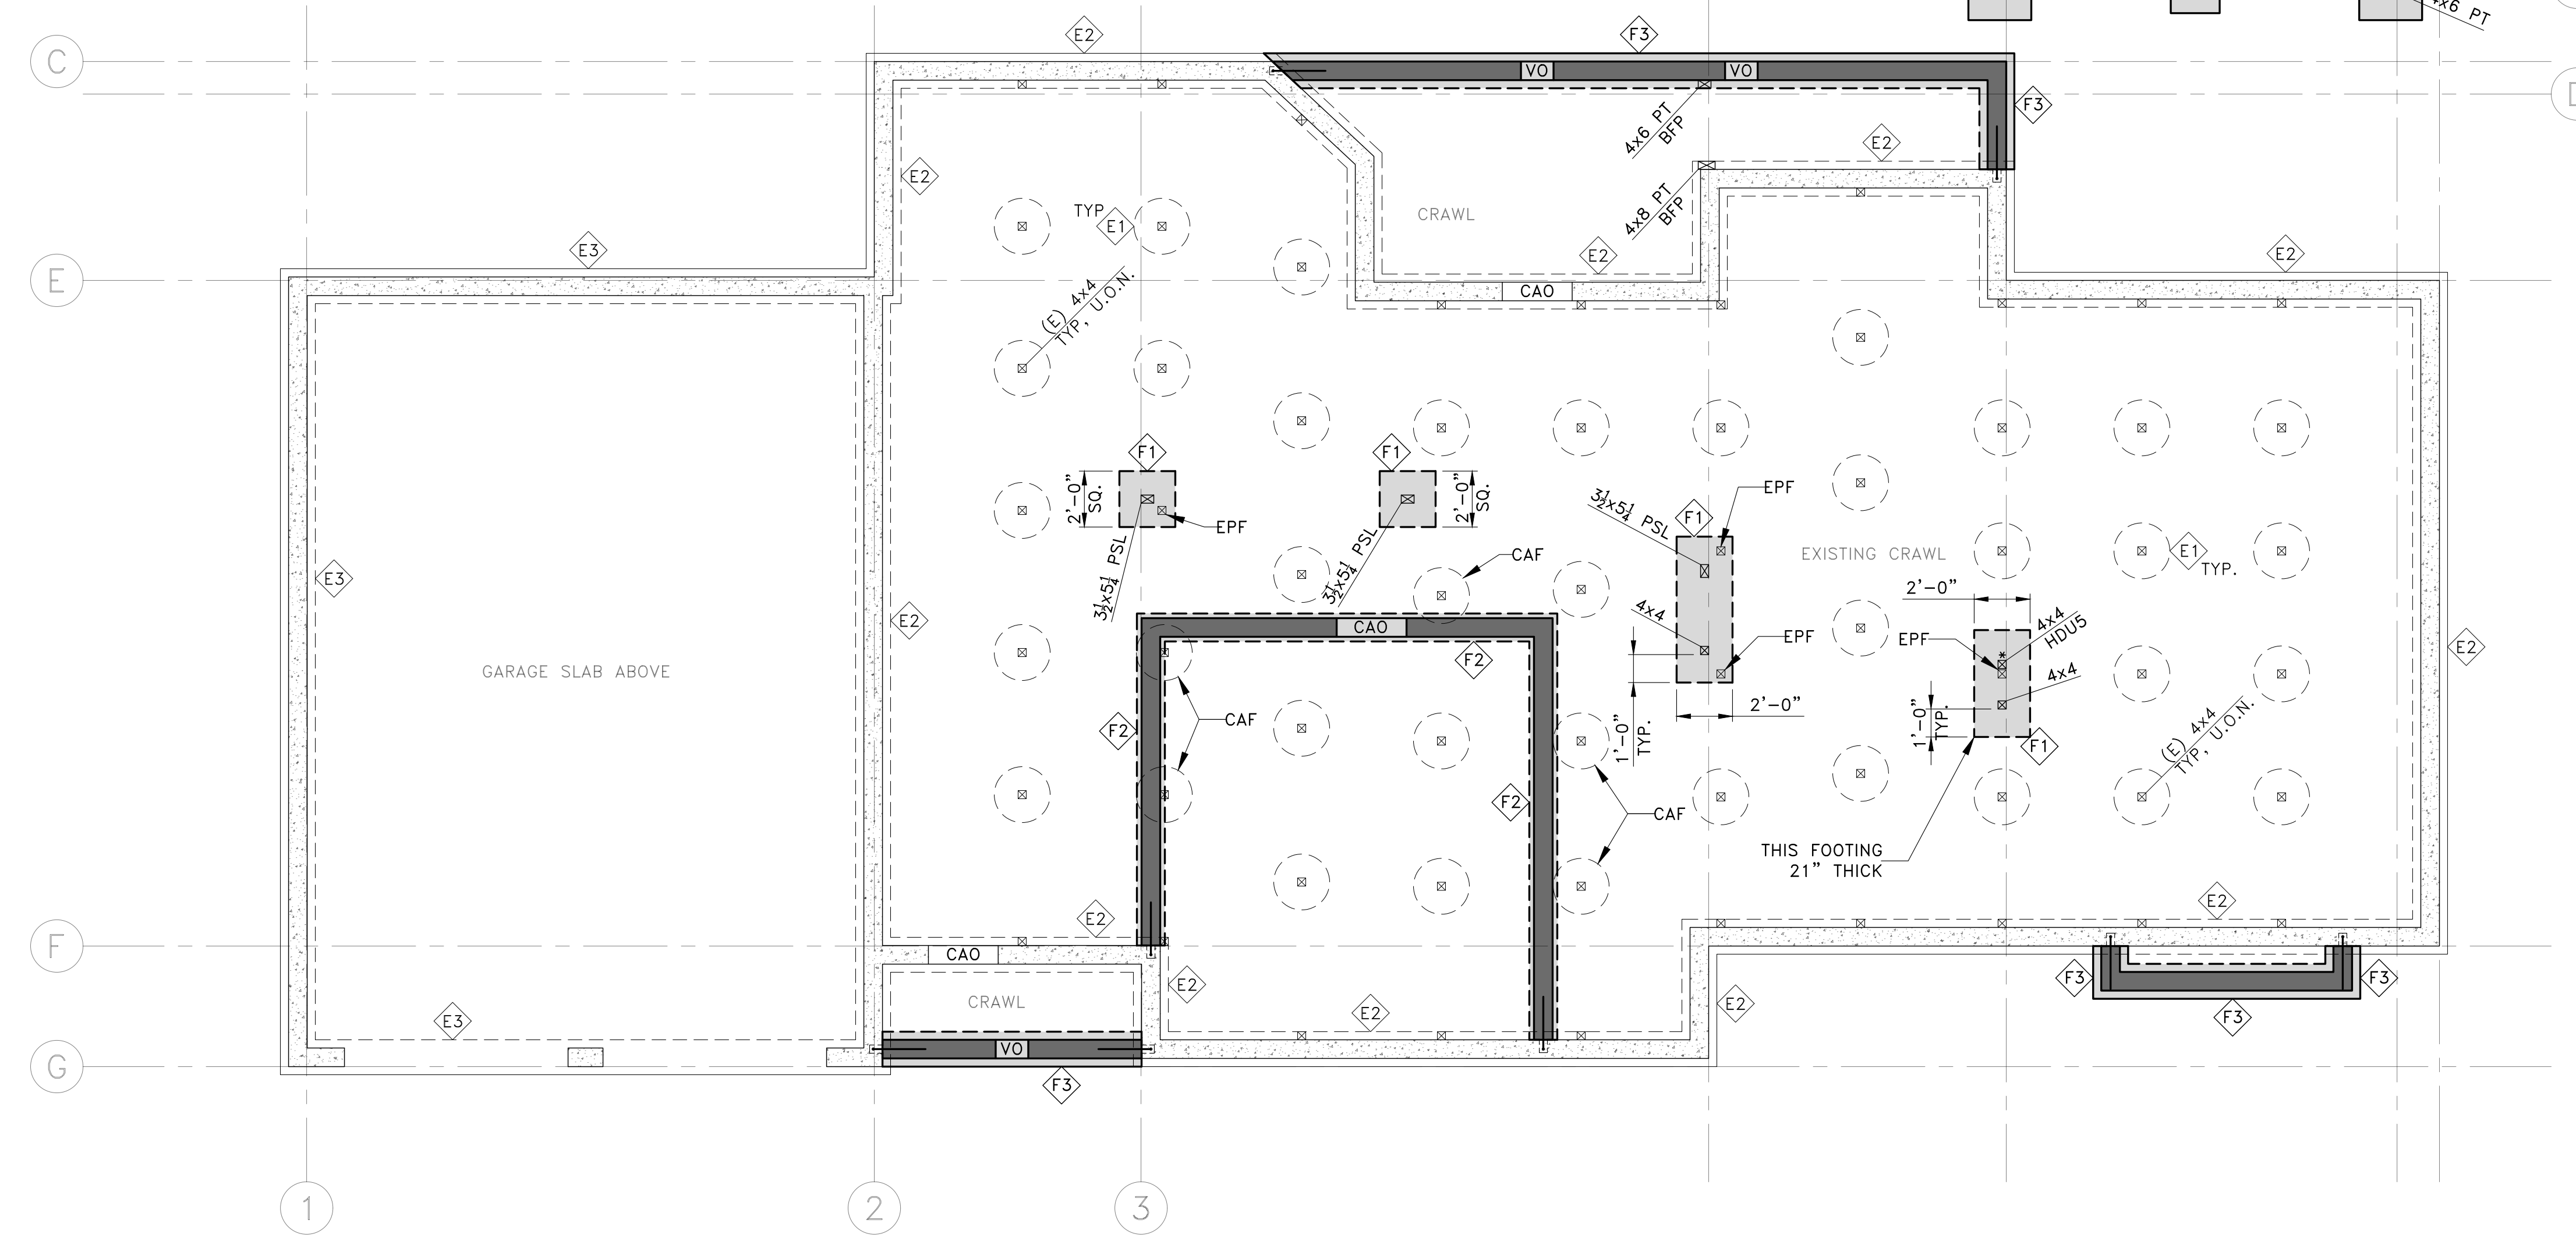 4x6 PT
C
E2
F3
VO
VO
F3
D
4x6 PT
BFP
E2
E2
TYP
E1
CRAWL
4x8 PT
BFP
E3
E2
E2
E
CAO
(E) 4x4
TYP, U.O.N.
F1
F1
2'-0"
SQ.
2'-0"
SQ.
EPF
3½x5¼ PSL
F1
EPF
3½x5¼ PSL
3½x5¼ PSL
CAF
EXISTING CRAWL
E1
TYP.
E3
2'-0"
4x4
4x4
HDU5
E2
CAO
EPF
EPF
*
E2
F2
4x4
GARAGE SLAB ABOVE
2'-0"
CAF
F2
1'-0"
TYP.
1'-0"
TYP.
F1
(E) 4x4
TYP, U.O.N.
F2
CAF
THIS FOOTING
21" THICK
E2
E2
F
CAO
E2
F3
F3
CRAWL
E2
E2
E3
F3
G
VO
F3
1
2
3